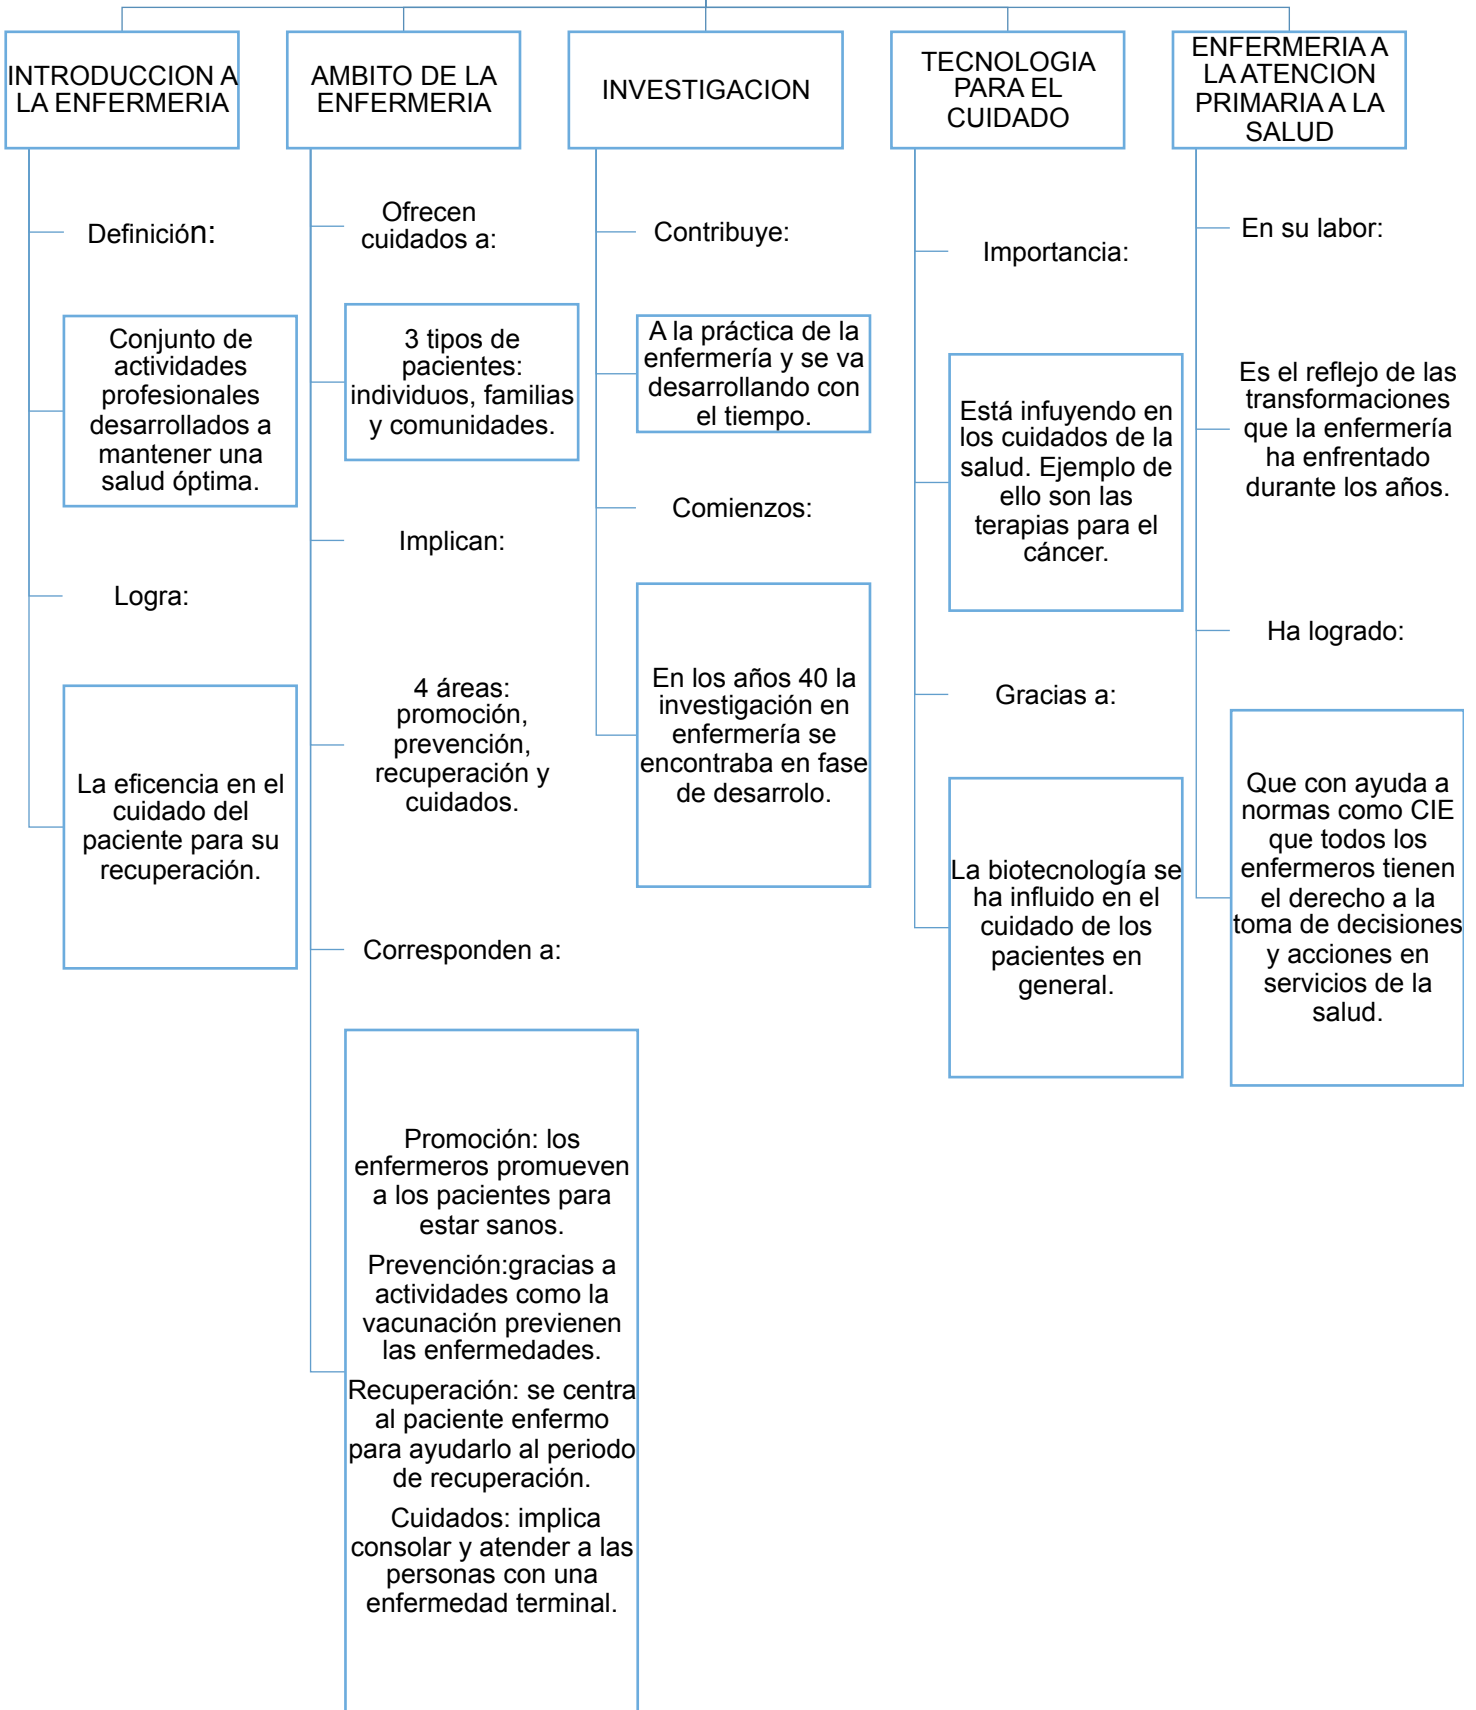 INTRODUCCION A
LA ENFERMERIA
Definición:
Conjunto de
actividades
profesionales
desarrollados a
mantener una
salud óptima.
Logra:
La eficencia en el
cuidado del
paciente para su
recuperación.
AMBITO DE LA
ENFERMERIA
Ofrecen
cuidados a:
3 tipos de
pacientes:
individuos, familias
y comunidades.
Implican:
4 áreas:
promoción,
prevención,
recuperación y
cuidados.
Corresponden a:
Promoción: los
enfermeros promueven
a los pacientes para
estar sanos.
Prevención:gracias a
actividades como la
vacunación previenen
las enfermedades.
Recuperación: se centra
al paciente enfermo
para ayudarlo al periodo
de recuperación.
Cuidados: implica
consolar y atender a las
personas con una
enfermedad terminal.
INVESTIGACION
Contribuye:
A la práctica de la
enfermería y se va
desarrollando con
el tiempo.
Comienzos:
En los años 40 la
investigación en
enfermería se
encontraba en fase
de desarrolo.
TECNOLOGIA
PARA EL
CUIDADO
Importancia:
Está infuyendo en
los cuidados de la
salud. Ejemplo de
ello son las
terapias para el
cáncer.
Gracias a:
La biotecnología se
ha influido en el
cuidado de los
pacientes en
general.
ENFERMERIA A
LA ATENCION
PRIMARIA A LA
SALUD
En su labor:
Es el reflejo de las
transformaciones
que la enfermería
ha enfrentado
durante los años.
Ha logrado:
Que con ayuda a
normas como CIE
que todos los
enfermeros tienen
el derecho a la
toma de decisiones
y acciones en
servicios de la
salud.